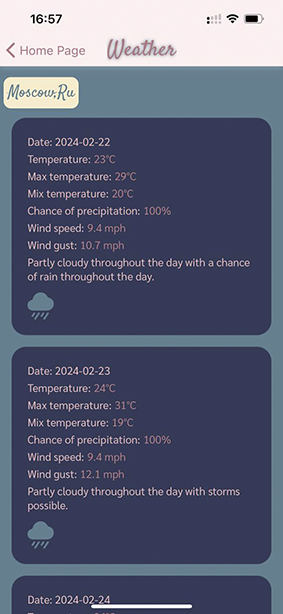 16:57
Home Page
Weather
Moscow,Ru
Date: 2024-02-22
Temperature: 23°C
Max temperature: 29°C
Mix temperature: 20°C
Chance of precipitation: 100%
Wind speed: 9.4 mph
Wind gust: 10.7 mph
Partly cloudy throughout the day with a chance
of rain throughout the day.
Date: 2024-02-23
Temperature: 24°C
Max temperature: 31°C
Mix temperature: 19°C
Chance of precipitation: 100%
Wind speed: 9.4 mph
Wind gust: 12.1 mph
Partly cloudy throughout the day with storms
possible.
Date: 2024-02-24